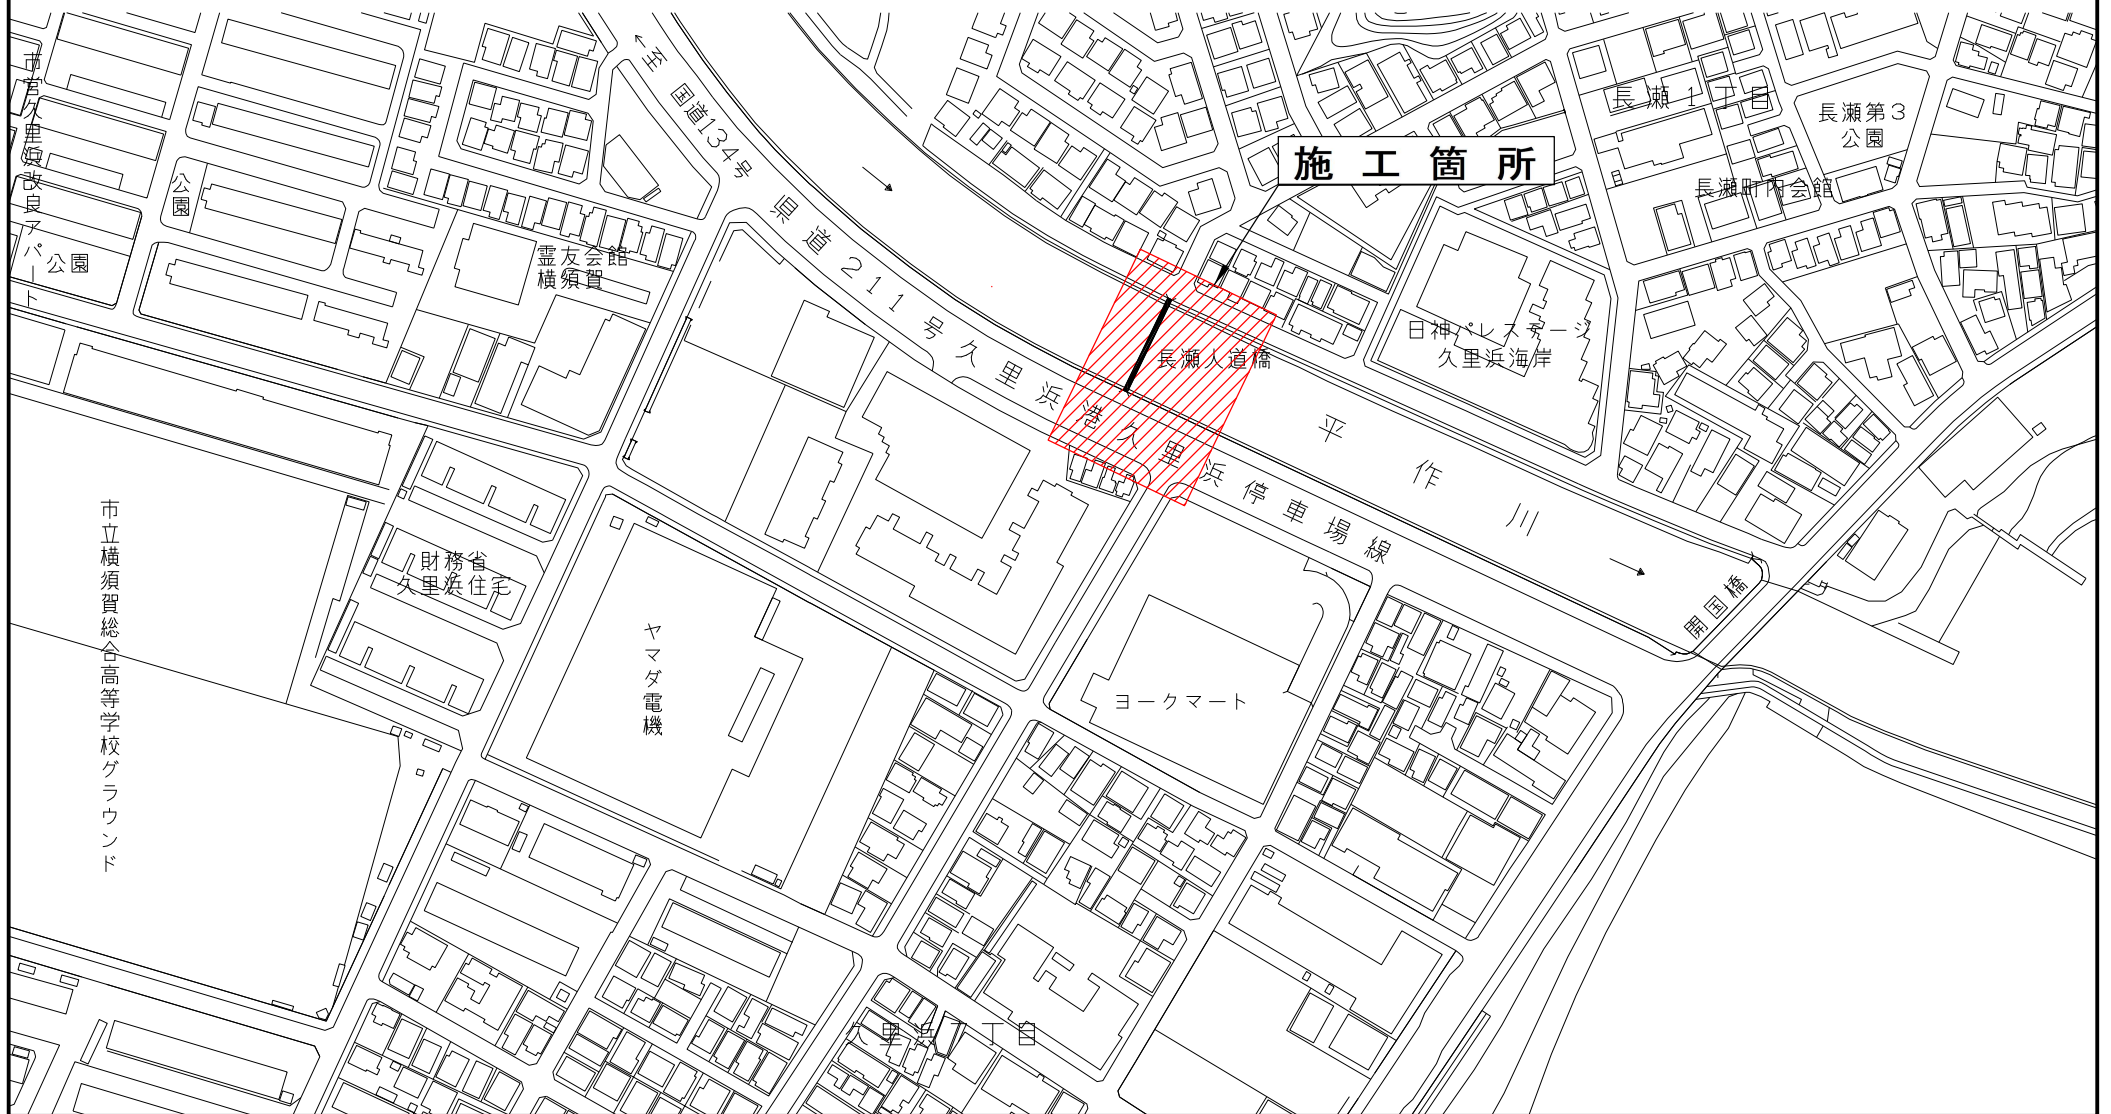 施工箇所
←至 国道134号
県道211号久里浜港久里浜停車場線
長瀬1丁目
長瀬第3
公園
長瀬町内会館
市営久里浜改良アパート
公園
公園
霊友会館
横須賀
日神パレステージ
久里浜海岸
長瀬人道橋
平作川
開国橋
市立横須賀総合高等学校グラウンド
財務省
久里浜住宅
ヤマダ電機
ヨークマート
久里浜7丁目